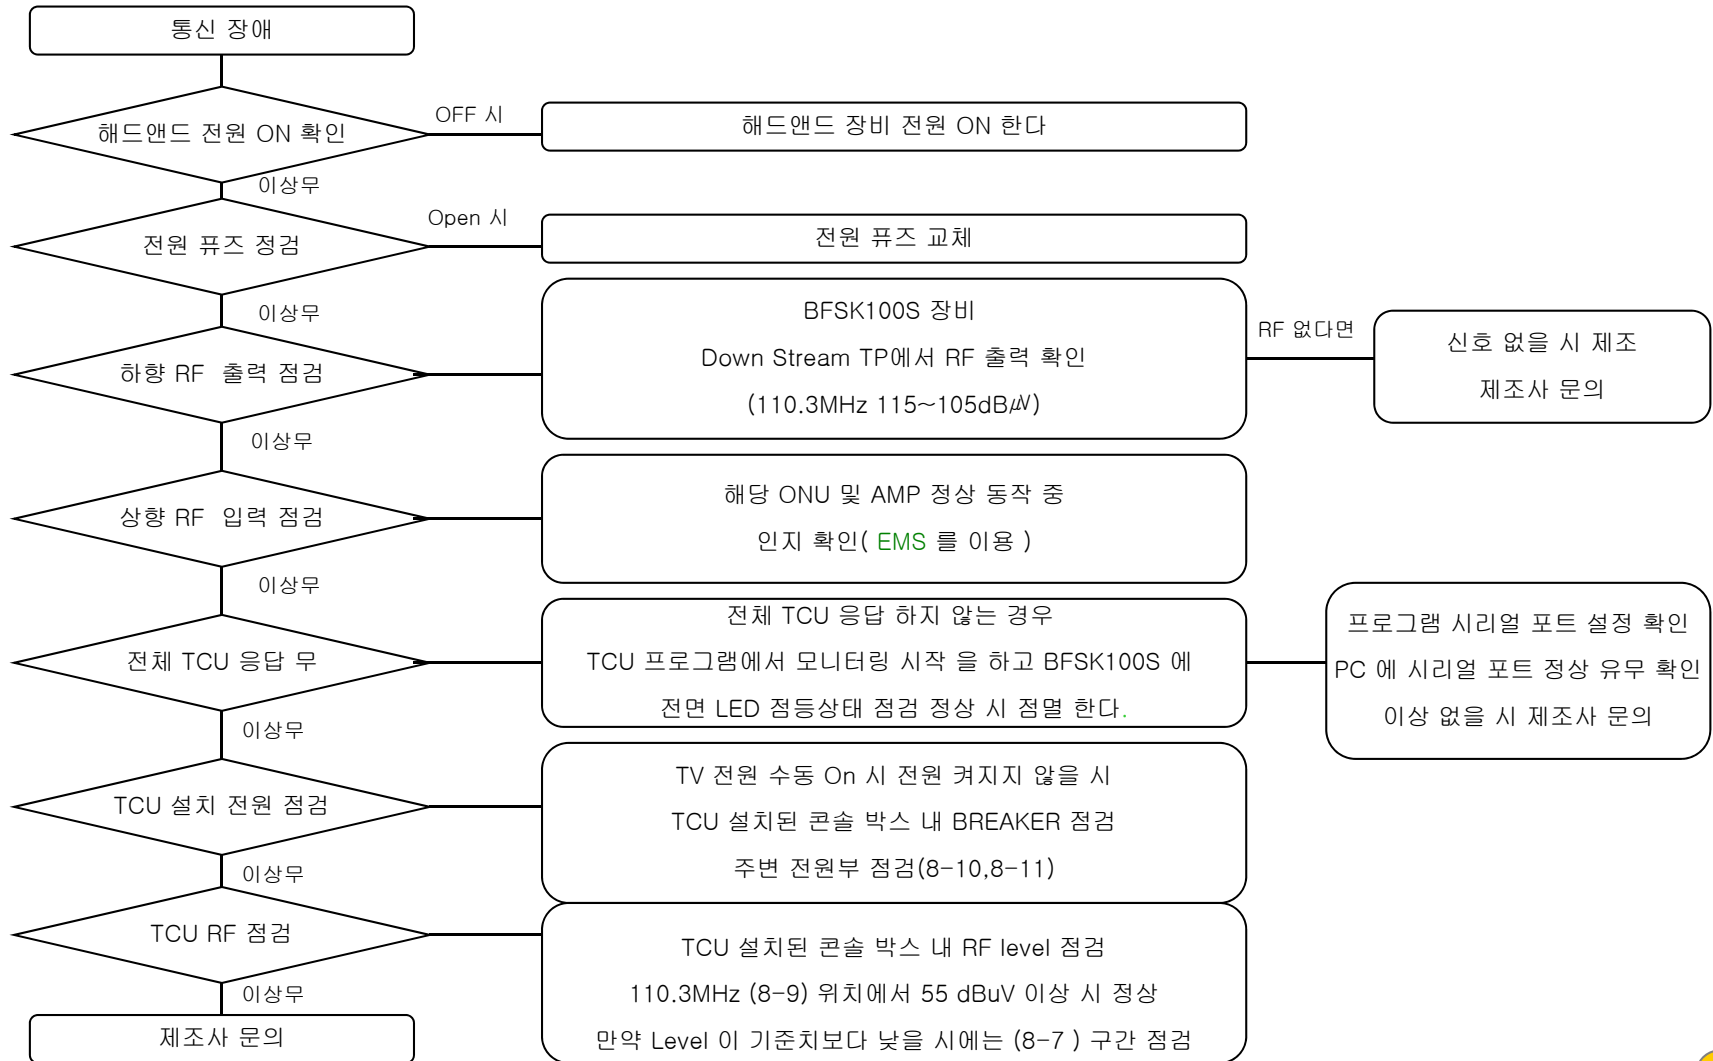 통신 장애
해드앤드 전원 ON 확인
OFF 시
해드앤드 장비 전원 ON 한다
이상무
전원 퓨즈 정검
Open 시
전원 퓨즈 교체
이상무
하향 RF 출력 점검
BFSK100S 장비
Down Stream TP에서 RF 출력 확인
(110.3MHz 115~105dB㎶)
RF 없다면
신호 없을 시 제조
제조사 문의
이상무
상향 RF 입력 점검
해당 ONU 및 AMP 정상 동작 중
인지 확인( EMS 를 이용 )
이상무
전체 TCU 응답 무
전체 TCU 응답 하지 않는 경우
TCU 프로그램에서 모니터링 시작 을 하고 BFSK100S 에
전면 LED 점등상태 점검 정상 시 점멸 한다.
프로그램 시리얼 포트 설정 확인
PC 에 시리얼 포트 정상 유무 확인
이상 없을 시 제조사 문의
이상무
TCU 설치 전원 점검
TV 전원 수동 On 시 전원 켜지지 않을 시
TCU 설치된 콘솔 박스 내 BREAKER 점검
주변 전원부 점검(8-10,8-11)
이상무
TCU RF 점검
TCU 설치된 콘솔 박스 내 RF level 점검
110.3MHz (8-9) 위치에서 55 dBuV 이상 시 정상
만약 Level 이 기준치보다 낮을 시에는 (8-7 ) 구간 점검
이상무
제조사 문의